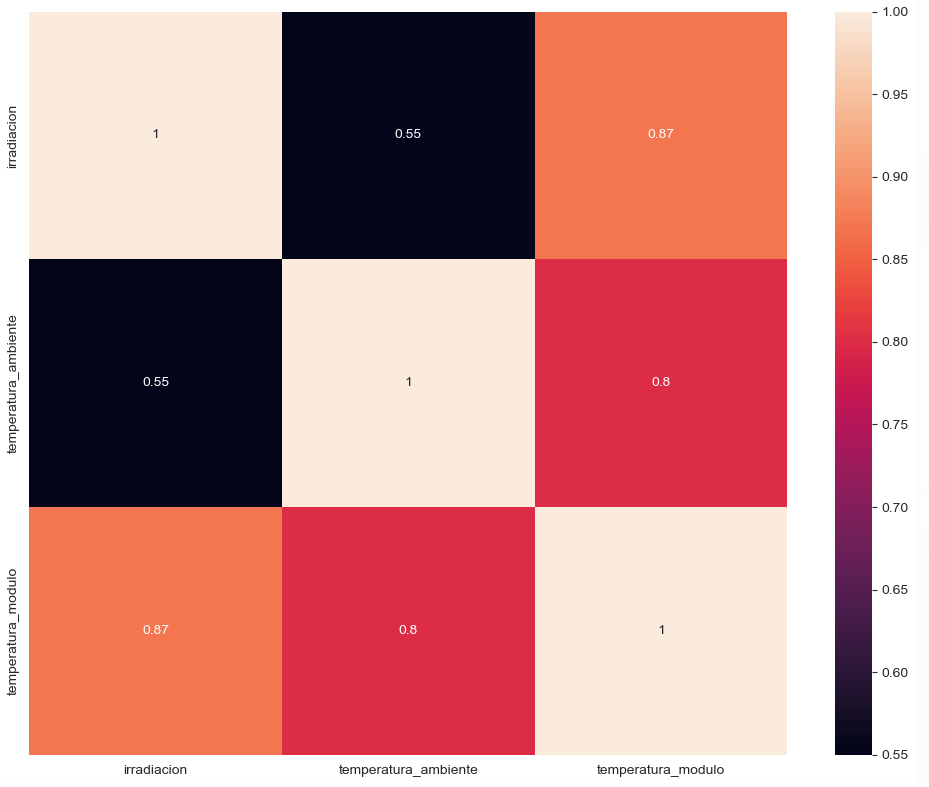 irradiacion
temperatura_ambiente
temperatura_modulo
1 0.55 0.87
0.55 1 0.8
0.87 0.8 1
irradiacion temperatura_ambiente temperatura_modulo
1.00
0.95
0.90
0.85
0.80
0.75
0.70
0.65
0.60
0.55